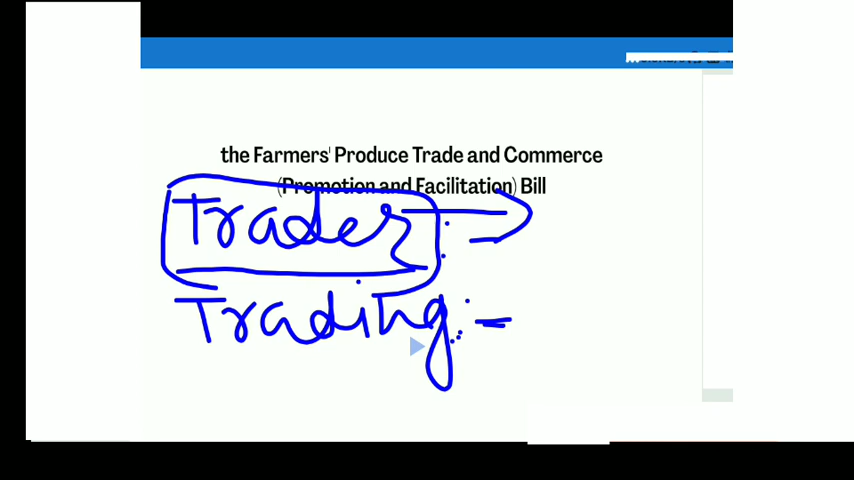 the Farmers' Produce Trade and Commerce
(Promotion and Facilitation) Bill
Trader :
Trading :-